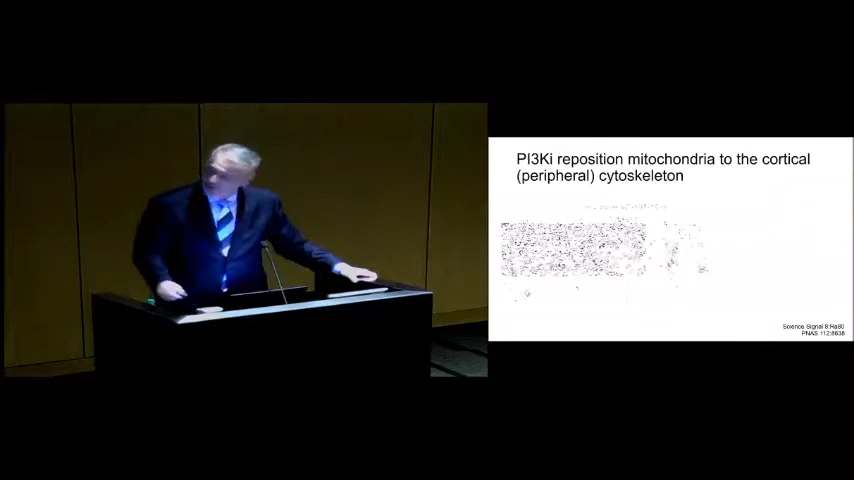 PI3Ki reposition mitochondria to the cortical
(peripheral) cytoskeleton
Science Signal 8:Ra80
PNAS 112:8638